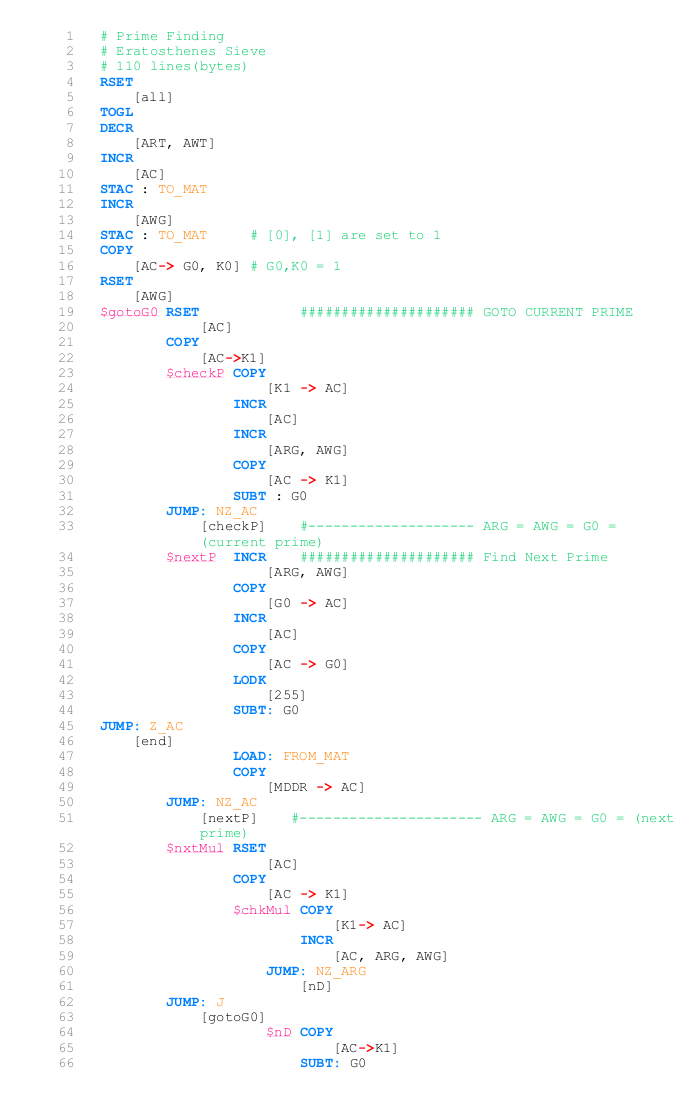 1 # Prime Finding
2 # Eratosthenes Sieve
3 # 110 lines(bytes)
4 RSET
5 [all]
6 TOGL
7 DECR
8 [ART, AWT]
9 INCR
10 [AC]
11 STAC : TO_MAT
12 INCR
13 [AWG]
14 STAC : TO_MAT # [0], [1] are set to 1
15 COPY
16 [AC-> G0, K0] # G0,K0 = 1
17 RSET
18 [AWG]
19 $gotoG0 RSET ##################### GOTO CURRENT PRIME
20 [AC]
21 COPY
22 [AC->K1]
23 $checkP COPY
24 [K1 -> AC]
25 INCR
26 [AC]
27 INCR
28 [ARG, AWG]
29 COPY
30 [AC -> K1]
31 SUBT : G0
32 JUMP: NZ_AC
33 [checkP] #-------------------- ARG = AWG = G0 =
(current prime)
34 $nextP INCR ##################### Find Next Prime
35 [ARG, AWG]
36 COPY
37 [G0 -> AC]
38 INCR
39 [AC]
40 COPY
41 [AC -> G0]
42 LODK
43 [255]
44 SUBT: G0
45 JUMP: Z_AC
46 [end]
47 LOAD: FROM_MAT
48 COPY
49 [MDDR -> AC]
50 JUMP: NZ_AC
51 [nextP] #---------------------- ARG = AWG = G0 = (next
prime)
52 $nxtMul RSET
53 [AC]
54 COPY
55 [AC -> K1]
56 $chkMul COPY
57 [K1-> AC]
58 INCR
59 [AC, ARG, AWG]
60 JUMP: NZ_ARG
61 [nD]
62 JUMP: J
63 [gotoG0]
64 $nD COPY
65 [AC->K1]
66 SUBT: G0